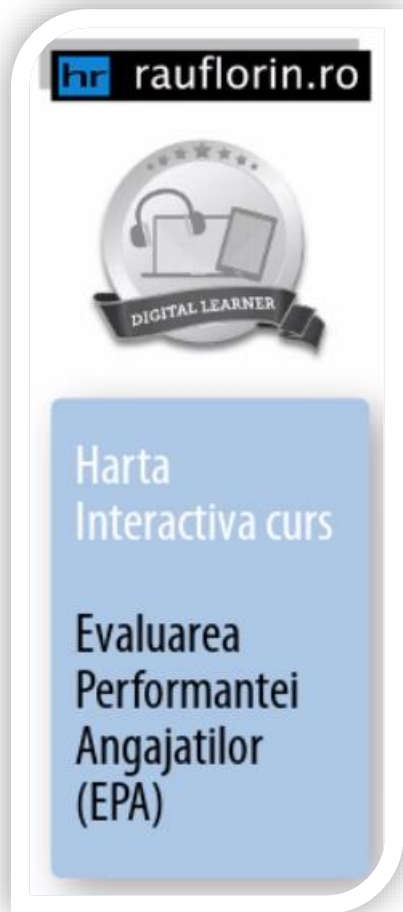 hr rauflorin.ro
DIGITAL LEARNER
Harta
Interactiva curs
Evaluarea
Performantei
Angajatilor
(EPA)